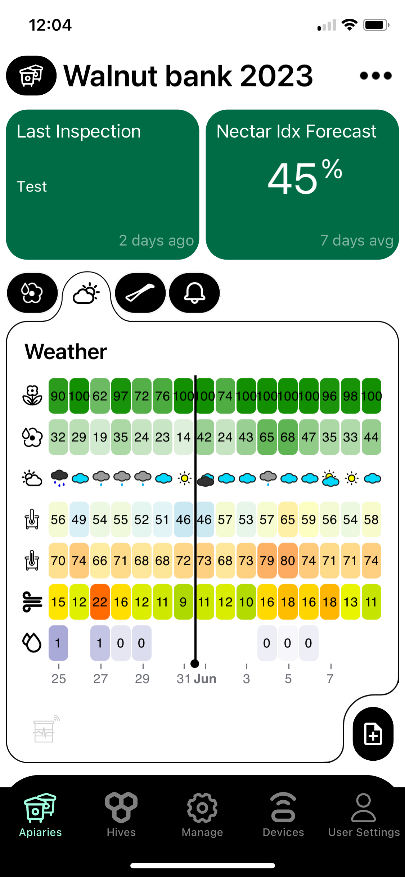 12:04
Walnut bank 2023
Last Inspection
Test
2 days ago
Nectar Idx Forecast
45%
7 days avg
Weather
90 100 62 97 72 76 100 100 74 100 100 100 100 96 98 100
32 29 19 35 24 23 14 42 24 43 65 68 47 35 33 44
56 49 54 55 52 51 46 46 57 53 57 65 59 56 54 58
70 74 66 71 68 68 72 73 68 73 79 80 74 71 71 74
15 12 22 16 12 11 9 11 12 10 16 18 16 18 13 11
1 1 0 0 0 0 0
25 27 29 31 Jun 3 5 7
Apiaries Hives Manage Devices User Settings